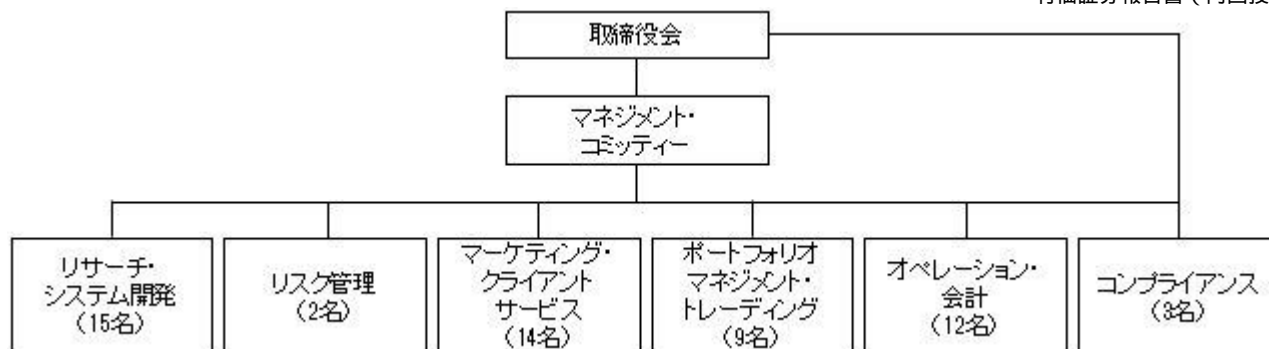 取締役会
マネジメント・
コミッティー
リサーチ・
システム開発
(15名)
リスク管理
(2名)
マーケティング・
クライアント
サービス
(14名)
ポートフォリオ
マネジメント・
トレーディング
(9名)
オペレーション・
会計
(12名)
コンプライアンス
(3名)